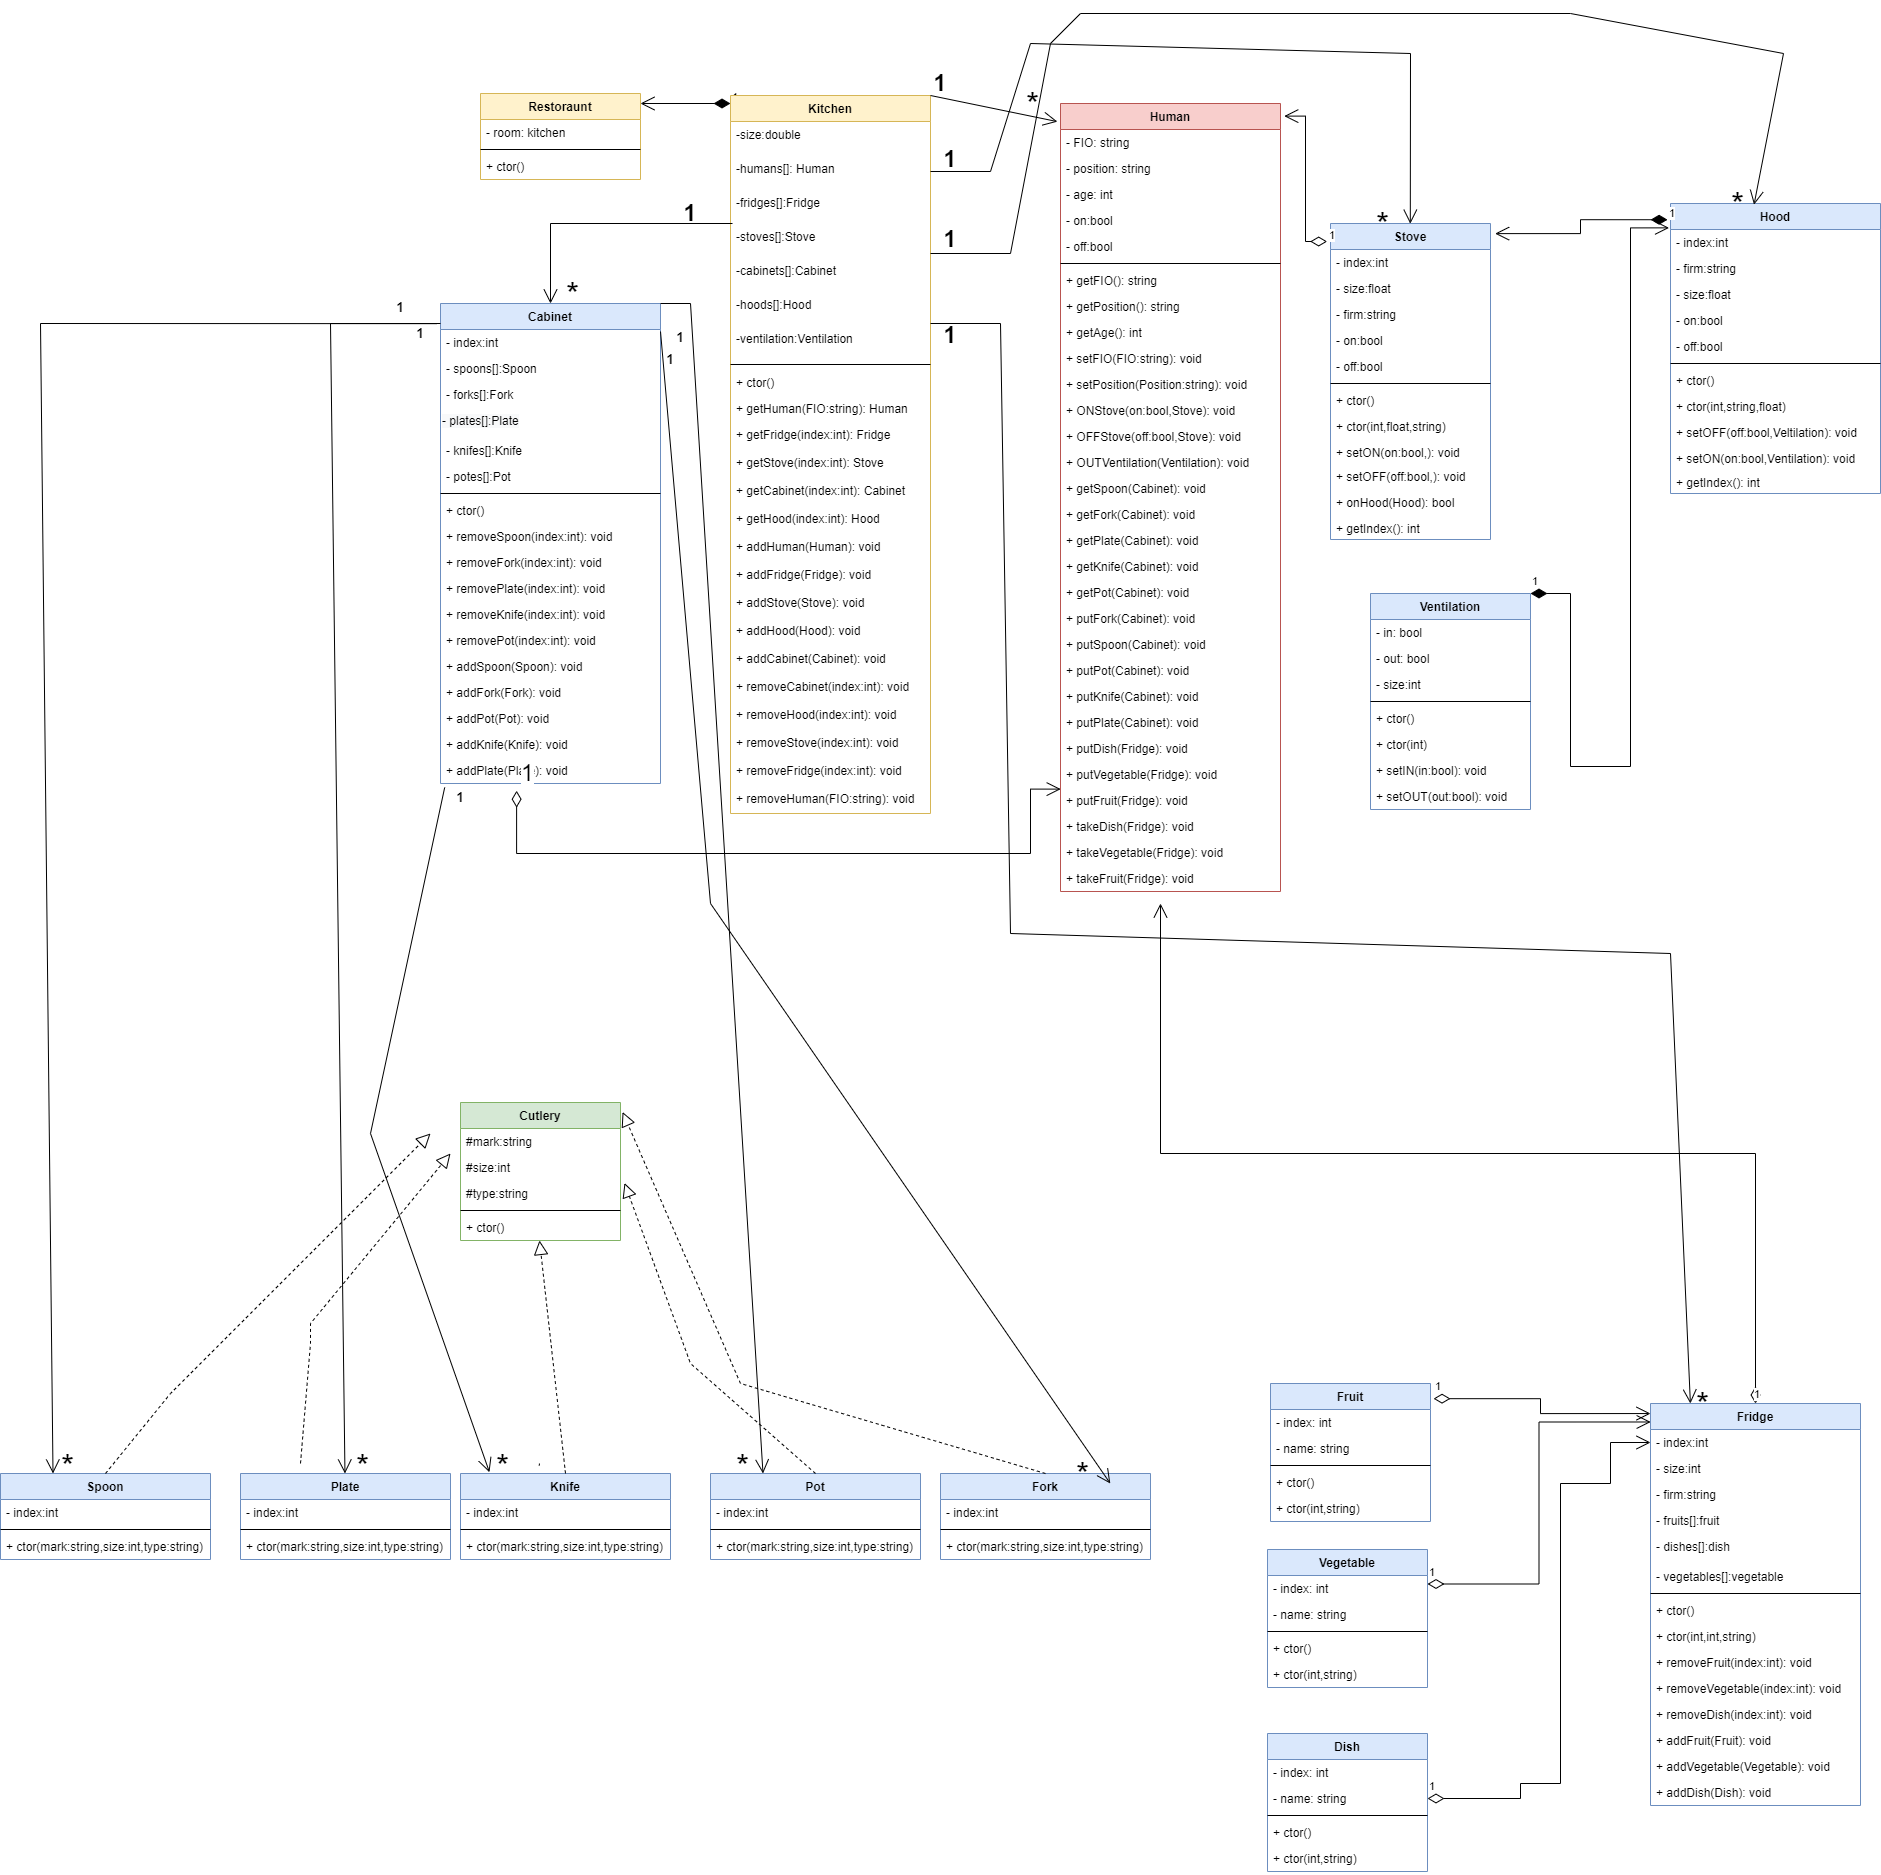 Restoraunt
- room: kitchen
+ ctor()
Kitchen
-size:double
-humans[]: Human
-fridges[]:Fridge
-stoves[]:Stove
-cabinets[]:Cabinet
-hoods[]:Hood
-ventilation:Ventilation
+ ctor()
+ getHuman(FIO:string): Human
+ getFridge(index:int): Fridge
+ getStove(index:int): Stove
+ getCabinet(index:int): Cabinet
+ getHood(index:int): Hood
+ addHuman(Human): void
+ addFridge(Fridge): void
+ addStove(Stove): void
+ addHood(Hood): void
+ addCabinet(Cabinet): void
+ removeCabinet(index:int): void
+ removeHood(index:int): void
+ removeStove(index:int): void
+ removeFridge(index:int): void
+ removeHuman(FIO:string): void
1
*
1
1
1
1
*
Human
- FIO: string
- position: string
- age: int
- on:bool
- off:bool
+ getFIO(): string
+ getPosition(): string
+ getAge(): int
+ setFIO(FIO:string): void
+ setPosition(Position:string): void
+ ONStove(on:bool,Stove): void
+ OFFStove(off:bool,Stove): void
+ OUTVentilation(Ventilation): void
+ getSpoon(Cabinet): void
+ getFork(Cabinet): void
+ getPlate(Cabinet): void
+ getKnife(Cabinet): void
+ getPot(Cabinet): void
+ putFork(Cabinet): void
+ putSpoon(Cabinet): void
+ putPot(Cabinet): void
+ putKnife(Cabinet): void
+ putPlate(Cabinet): void
+ putDish(Fridge): void
+ putVegetable(Fridge): void
+ putFruit(Fridge): void
+ takeDish(Fridge): void
+ takeVegetable(Fridge): void
+ takeFruit(Fridge): void
*
1
Stove
- index:int
- size:float
- firm:string
- on:bool
- off:bool
+ ctor()
+ ctor(int,float,string)
+ setON(on:bool,): void
+ setOFF(off:bool,): void
+ onHood(Hood): bool
+ getIndex(): int
*
1
Hood
- index:int
- firm:string
- size:float
- on:bool
- off:bool
+ ctor()
+ ctor(int,string,float)
+ setOFF(off:bool,Veltilation): void
+ setON(on:bool,Ventilation): void
+ getIndex(): int
1
Ventilation
- in: bool
- out: bool
- size:int
+ ctor()
+ ctor(int)
+ setIN(in:bool): void
+ setOUT(out:bool): void
1
1
1
1
Cabinet
- index:int
- spoons[]:Spoon
- forks[]:Fork
- plates[]:Plate
- knifes[]:Knife
- potes[]:Pot
+ ctor()
+ removeSpoon(index:int): void
+ removeFork(index:int): void
+ removePlate(index:int): void
+ removeKnife(index:int): void
+ removePot(index:int): void
+ addSpoon(Spoon): void
+ addFork(Fork): void
+ addPot(Pot): void
+ addKnife(Knife): void
+ addPlate(Pla): void
1
1
Cutlery
#mark:string
#size:int
#type:string
+ ctor()
*
Spoon
- index:int
+ ctor(mark:string,size:int,type:string)
*
Plate
- index:int
+ ctor(mark:string,size:int,type:string)
*
Knife
- index:int
+ ctor(mark:string,size:int,type:string)
*
Pot
- index:int
+ ctor(mark:string,size:int,type:string)
*
Fork
- index:int
+ ctor(mark:string,size:int,type:string)
1
Fruit
- index: int
- name: string
+ ctor()
+ ctor(int,string)
1
Vegetable
- index: int
- name: string
+ ctor()
+ ctor(int,string)
1
Dish
- index: int
- name: string
+ ctor()
+ ctor(int,string)
*
1
Fridge
- index:int
- size:int
- firm:string
- fruits[]:fruit
- dishes[]:dish
- vegetables[]:vegetable
+ ctor()
+ ctor(int,int,string)
+ removeFruit(index:int): void
+ removeVegetable(index:int): void
+ removeDish(index:int): void
+ addFruit(Fruit): void
+ addVegetable(Vegetable): void
+ addDish(Dish): void